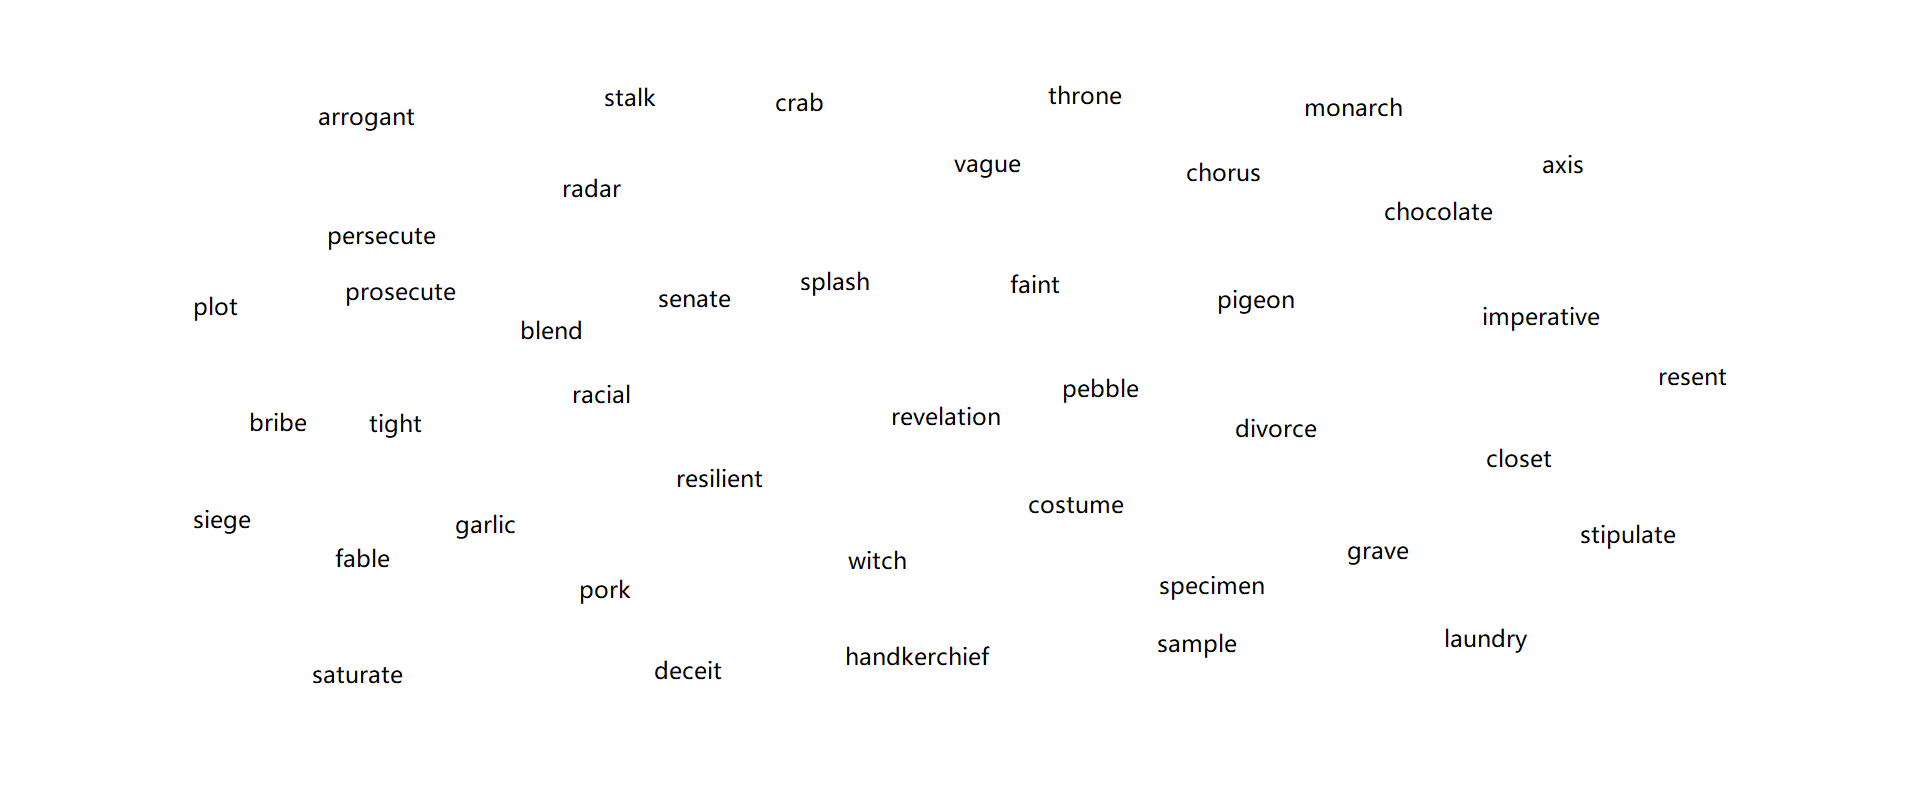 arrogant
stalk
crab
throne
monarch
vague
chorus
axis
radar
chocolate
persecute
plot
prosecute
senate
splash
faint
pigeon
imperative
blend
racial
pebble
resent
bribe
tight
revelation
divorce
closet
resilient
siege
garlic
costume
stipulate
fable
witch
grave
pork
specimen
saturate
deceit
handkerchief
sample
laundry